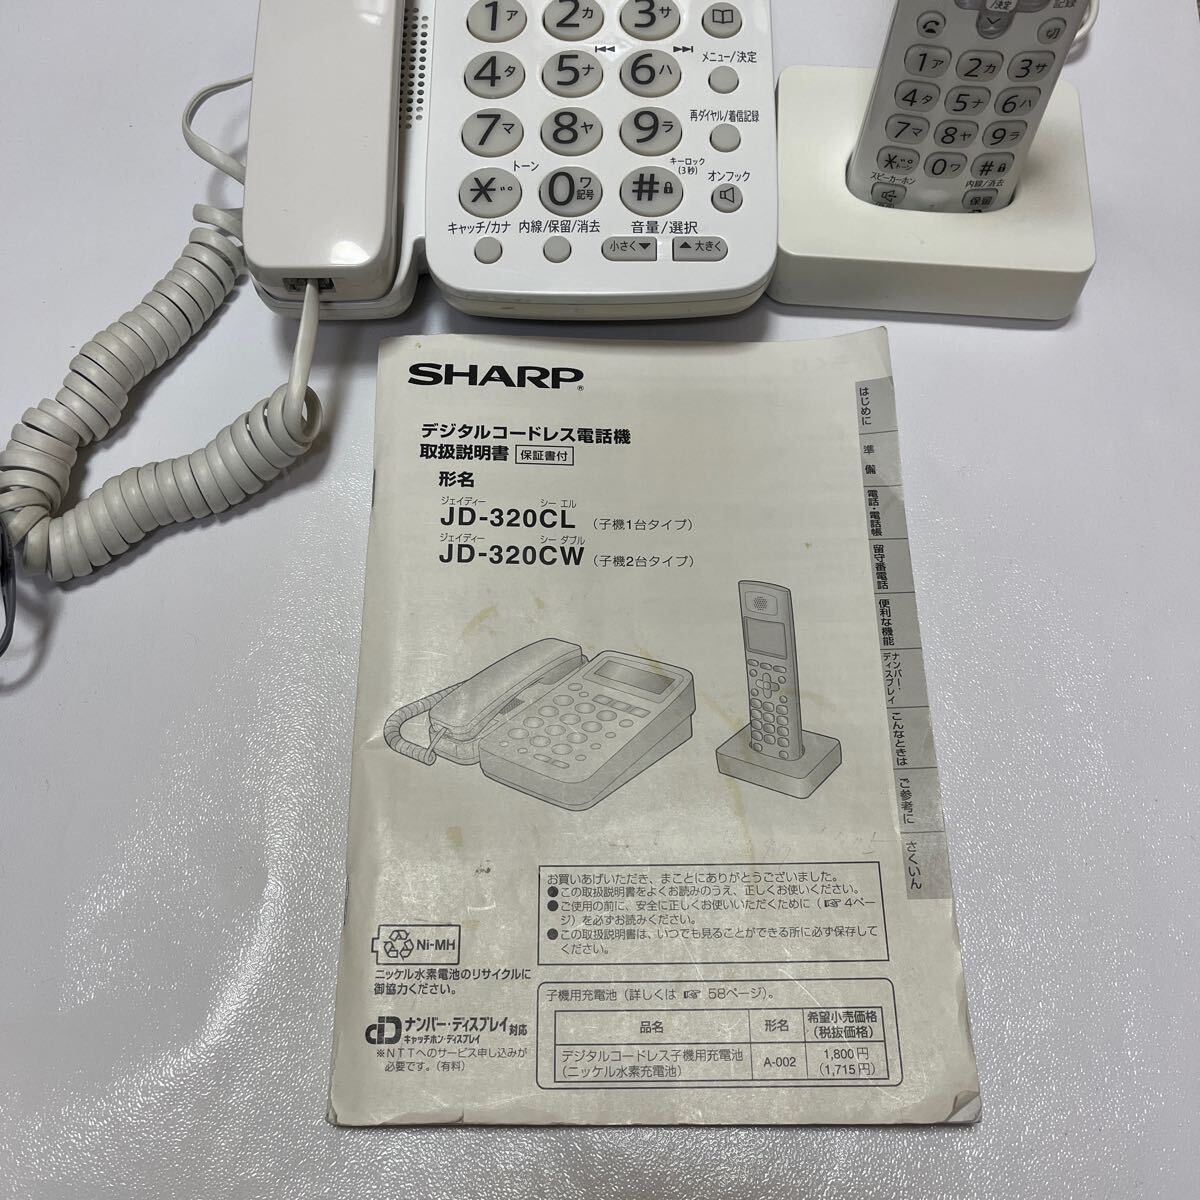 1ア 2カ 3サ
メニュー/決定
4タ 5ナ 6ハ
再ダイヤル/着信記録
7マ 8ヤ 9ラ
トーン
キーロック
(3秒)
オンフック
0ワ
記号
#
キャッチ/カナ 内線/保留/消去 音量/選択
小さく▼ ▲大きく
/決定
記録
切
1ア 2カ 3サ
4タ 5ナ 6ハ
7マ 8ヤ 9ラ
トーン 0ワ #
スピーカーホン 内線/消去
保留
SHARP®
デジタルコードレス電話機
取扱説明書 保証書付
形名
ジェイディー シー エル
JD-320CL(子機1台タイプ)
ジェイディー シー ダブル
JD-320CW(子機2台タイプ)
はじめに
準備
電話・電話帳
留守番電話
便利な機能
ナンバー・
ディスプレイ
こんなときは
ご参考に
さくいん
お買いあげいただき、まことにありがとうございました。
●この取扱説明書をよくお読みのうえ、正しくお使いください。
●ご使用の前に、安全に正しくお使いいただくために(☞4ペー
ジ)を必ずお読みください。
●この取扱説明書は、いつでも見ることができる所に必ず保存して
ください。
Ni-MH
ニッケル水素電池のリサイクルに
御協力ください。
ナンバー・ディスプレイ対応
キャッチホン・ディスプレイ
※NTTへのサービス申し込みが
必要です。(有料)
子機用充電池(詳しくは☞58ページ)。
品名 形名 希望小売価格
(税抜価格)
デジタルコードレス子機用充電池
(ニッケル水素充電池)
A-002
1,800円
(1,715円)